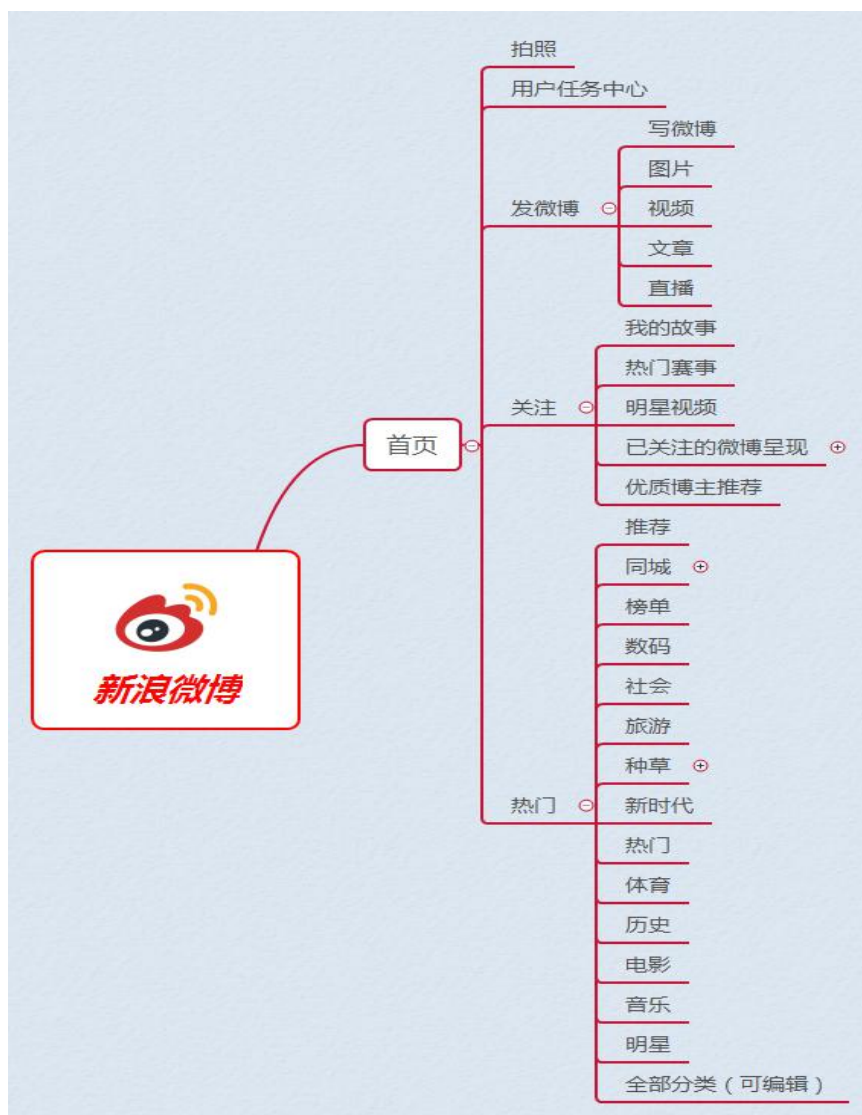 拍照
用户任务中心
发微博
写微博
图片
视频
文章
直播
关注
我的故事
热门赛事
明星视频
已关注的微博呈现
优质博主推荐
首页
新浪微博
热门
推荐
同城
榜单
数码
社会
旅游
种草
新时代
热门
体育
历史
电影
音乐
明星
全部分类（可编辑）